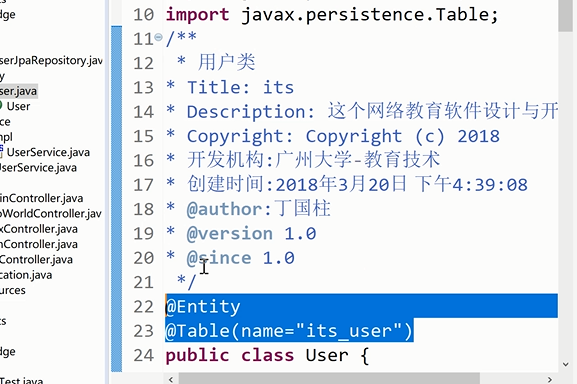 serJpaRepository.java
y
ser.java
User
ce
mpl
UserService.java
UserService.java
inController.java
oWorldController.jav
xController.java
nController.java
Controller.java
cation.java
urces
ts
dge
Test.java
10 import javax.persistence.Table;
11 /**
12 * 用户类
13 * Title: its
14 * Description: 这个网络教育软件设计与开
15 * Copyright: Copyright (c) 2018
16 * 开发机构:广州大学-教育技术
17 * 创建时间:2018年3月20日 下午4:39:08
18 * @author:丁国柱
19 * @version 1.0
20 * @since 1.0
21 */
22 @Entity
23 @Table(name="its_user")
24 public class User {